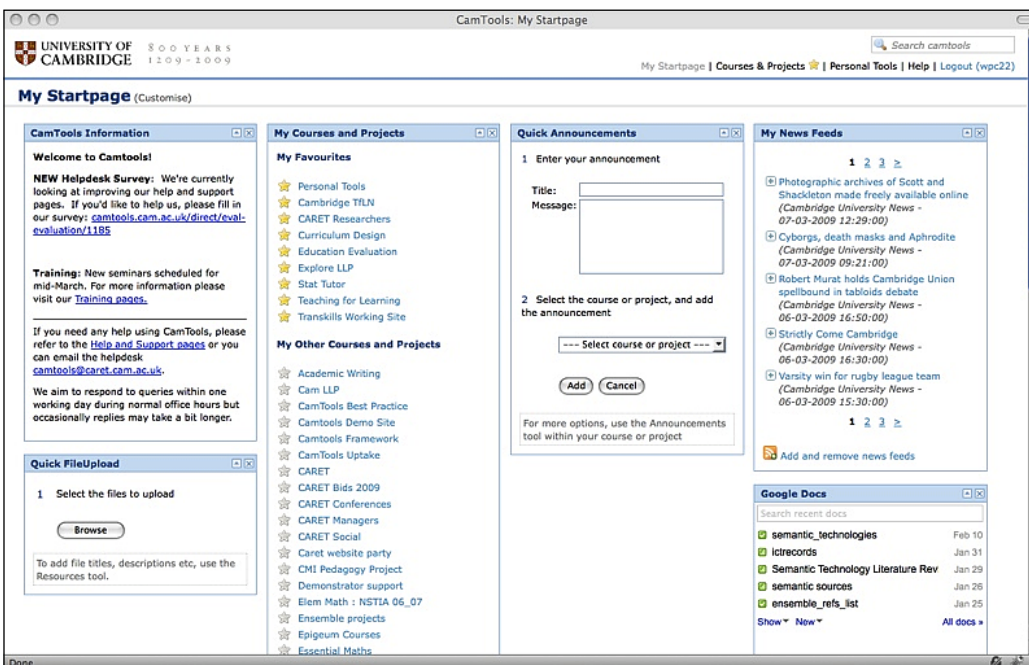 CamTools: My Startpage
UNIVERSITY OF
CAMBRIDGE
800 YEARS
1209-2009
Search camtools
My Startpage | Courses & Projects | Personal Tools | Help | Logout (wpc22)
My Startpage (Customise)
CamTools Information
Welcome to Camtools!
NEW Helpdesk Survey: We're currently
looking at improving our help and support
pages. If you'd like to help us, please fill in
our survey: camtools.cam.ac.uk/direct/eval-
evaluation/1185
Training: New seminars scheduled for
mid-March. For more information please
visit our Training pages.
If you need any help using CamTools, please
refer to the Help and Support pages or you
can email the helpdesk
camtools@caret.cam.ac.uk.
We aim to respond to queries within one
working day during normal office hours but
occasionally replies may take a bit longer.
Quick FileUpload
1 Select the files to upload
Browse
To add file titles, descriptions etc, use the
Resources tool.
My Courses and Projects
My Favourites
Personal Tools
Cambridge TfLN
CARET Researchers
Curriculum Design
Education Evaluation
Explore LLP
Stat Tutor
Teaching for Learning
Transkills Working Site
My Other Courses and Projects
Academic Writing
Cam LLP
CamTools Best Practice
Camtools Demo Site
Camtools Framework
CamTools Uptake
CARET
CARET Bids 2009
CARET Conferences
CARET Managers
CARET Social
Caret website party
CMI Pedagogy Project
Demonstrator support
Elem Math : NSTIA 06_07
Ensemble projects
Epigeum Courses
Essential Maths
Quick Announcements
1 Enter your announcement
Title:
Message:
2 Select the course or project, and add
the announcement
--- Select course or project ---
Add Cancel
For more options, use the Announcements
tool within your course or project
My News Feeds
1 2 3 >
Photographic archives of Scott and
Shackleton made freely available online
(Cambridge University News -
07-03-2009 12:29:00)
Cyborgs, death masks and Aphrodite
(Cambridge University News -
07-03-2009 09:21:00)
Robert Murat holds Cambridge Union
spellbound in tabloids debate
(Cambridge University News -
06-03-2009 16:50:00)
Strictly Come Cambridge
(Cambridge University News -
06-03-2009 16:30:00)
Varsity win for rugby league team
(Cambridge University News -
06-03-2009 15:30:00)
1 2 3 >
Add and remove news feeds
Google Docs
Search recent docs
semantic_technologies Feb 10
ictrecords Jan 31
Semantic Technology Literature Rev Jan 29
semantic sources Jan 26
ensemble_refs_list Jan 25
Show New All docs »
Done